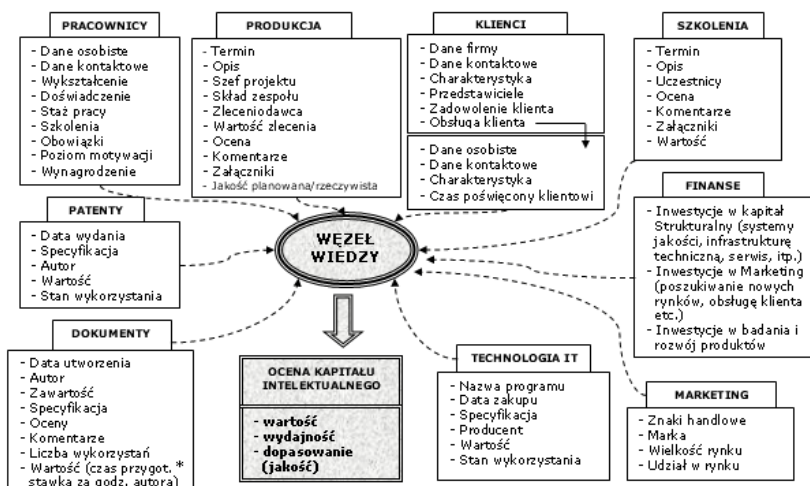 PRACOWNICY
- Dane osobiste
- Dane kontaktowe
- Wykształcenie
- Doświadczenie
- Staż pracy
- Szkolenia
- Obowiązki
- Poziom motywacji
- Wynagrodzenie
PRODUKCJA
- Termin
- Opis
- Szef projektu
- Skład zespołu
- Zleceniodawca
- Wartość zlecenia
- Ocena
- Komentarze
- Załączniki
- Jakość planowana/rzeczywista
KLIENCI
- Dane firmy
- Dane kontaktowe
- Charakterystyka
- Przedstawiciele
- Zadowolenie klienta
- Obsługa klienta
- Dane osobiste
- Dane kontaktowe
- Charakterystyka
- Czas poświęcony klientowi
SZKOLENIA
- Termin
- Opis
- Uczestnicy
- Ocena
- Komentarze
- Załączniki
- Wartość
PATENTY
- Data wydania
- Specyfikacja
- Autor
- Wartość
- Stan wykorzystania
WĘZEŁ
WIEDZY
FINANSE
- Inwestycje w kapitał
Strukturalny (systemy
jakości, infrastrukturę
techniczną, serwis, itp.)
- Inwestycje w Marketing
(poszukiwanie nowych
rynków, obsługę klienta
etc.)
- Inwestycje w badania i
rozwój produktów
DOKUMENTY
- Data utworzenia
- Autor
- Zawartość
- Specyfikacja
- Oceny
- Komentarze
- Liczba wykorzystań
- Wartość (czas przygot. *
stawka za godz. autora)
OCENA KAPITAŁU
INTELEKTUALNEGO
- wartość
- wydajność
- dopasowanie
(jakość)
TECHNOLOGIA IT
- Nazwa programu
- Data zakupu
- Specyfikacja
- Producent
- Wartość
- Stan wykorzystania
MARKETING
- Znaki handlowe
- Marka
- Wielkość rynku
- Udział w rynku